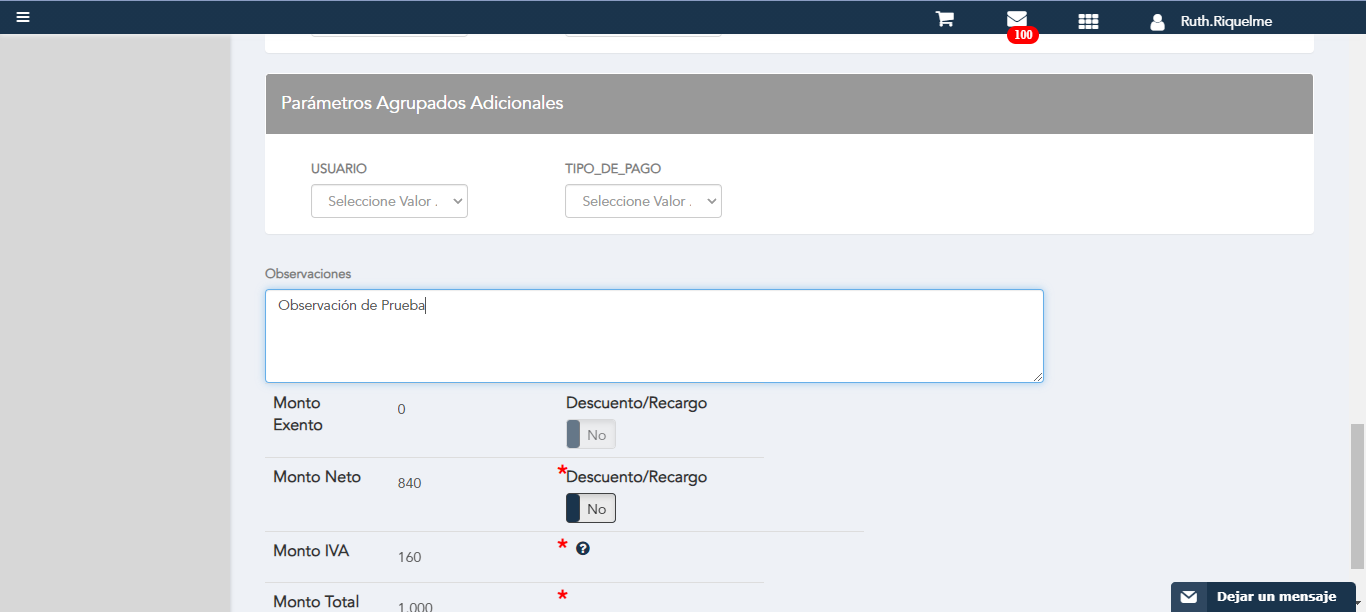 Ruth.Riquelme
100
Parámetros Agrupados Adicionales
USUARIO TIPO_DE_PAGO
Seleccione Valor . Seleccione Valor .
Observaciones
Observación de Prueba
Monto Exento 0 Descuento/Recargo
No
Monto Neto 840 *Descuento/Recargo
No
Monto IVA 160 * ?
Monto Total 1.000 *
Dejar un mensaje